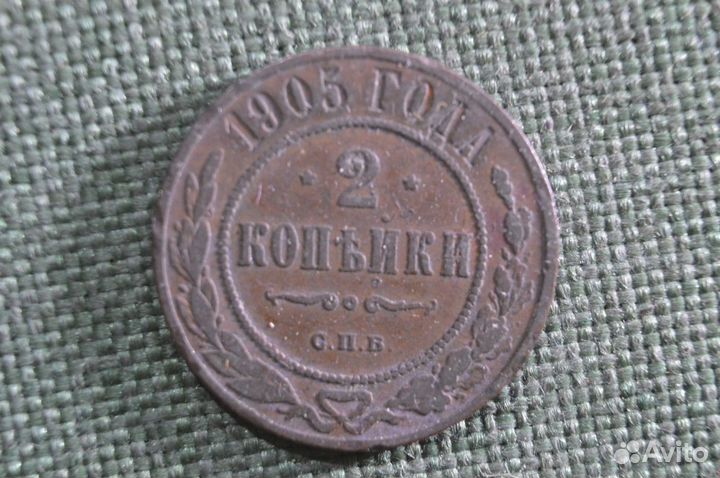 1905 ГОДА
2
КОПѢЙКИ
С.П.Б.
Avito